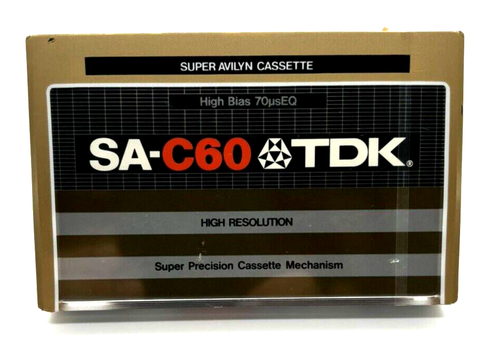 SUPER AVILYN CASSETTE
High Bias 70µsEQ
SA-C60 TDK®
HIGH RESOLUTION
Super Precision Cassette Mechanism